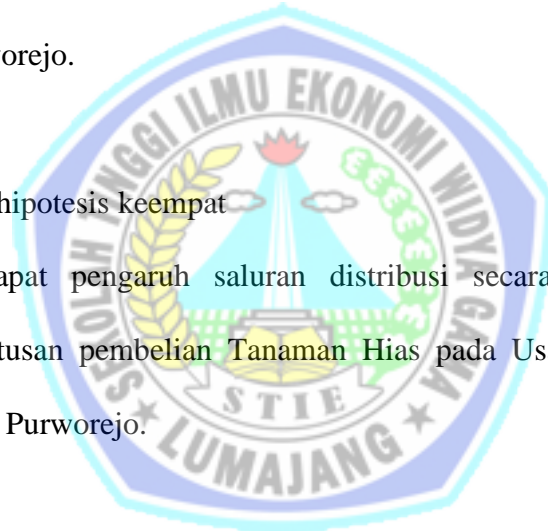 orejo.
hipotesis keempat
apat pengaruh saluran distribusi secara
tusan pembelian Tanaman Hias pada Us
Purworejo.
SEKOLAH TINGGI ILMU EKONOMI WIDYA GAMA
STIE
LUMAJANG